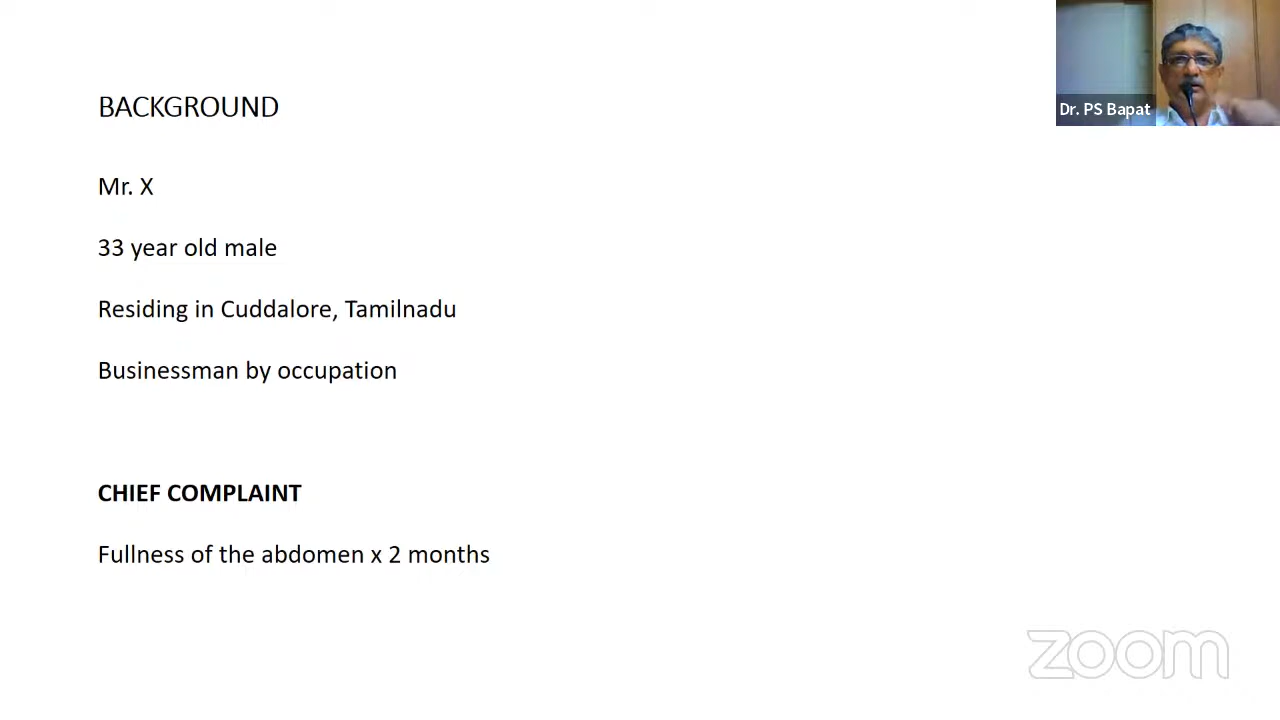 BACKGROUND
Dr. PS Bapat
Mr. X
33 year old male
Residing in Cuddalore, Tamilnadu
Businessman by occupation
CHIEF COMPLAINT
Fullness of the abdomen x 2 months
zoom